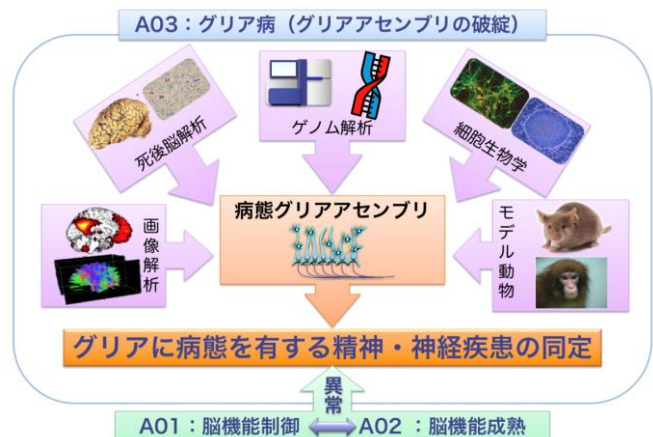 A03：グリア病（グリアアセンブリの破綻）
死後脳解析
ゲノム解析
細胞生物学
画像解析
病態グリアアセンブリ
モデル動物
グリアに病態を有する精神・神経疾患の同定
異常
A01：脳機能制御
A02 ：脳機能成熟